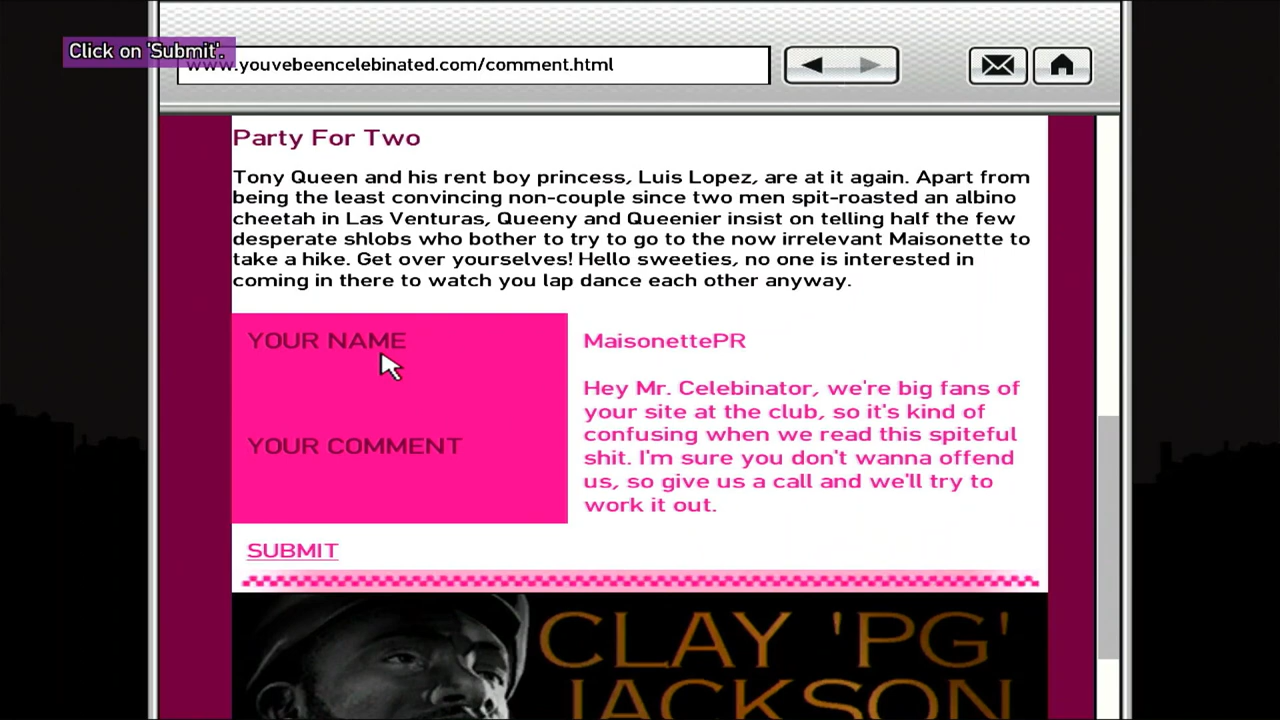 Click on 'Submit'.
www.youvebeencelebinated.com/comment.html
Party For Two
Tony Queen and his rent boy princess, Luis Lopez, are at it again. Apart from
being the least convincing non-couple since two men spit-roasted an albino
cheetah in Las Venturas, Queeny and Queenier insist on telling half the few
desperate shlobs who bother to try to go to the now irrelevant Maisonette to
take a hike. Get over yourselves! Hello sweeties, no one is interested in
coming in there to watch you lap dance each other anyway.
YOUR NAME
YOUR COMMENT
SUBMIT
MaisonettePR
Hey Mr. Celebinator, we're big fans of
your site at the club, so it's kind of
confusing when we read this spiteful
shit. I'm sure you don't wanna offend
us, so give us a call and we'll try to
work it out.
CLAY 'PG'
JACKSON